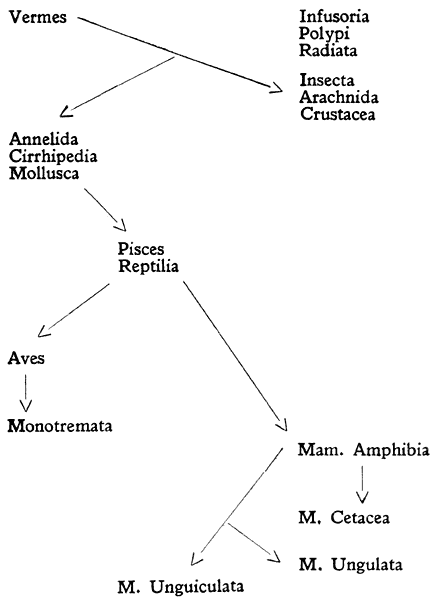 Vermes
Infusoria
Polypi
Radiata
Insecta
Arachnida
Crustacea
Annelida
Cirrhipedia
Mollusca
Pisces
Reptilia
Aves
Monotremata
Mam. Amphibia
M. Cetacea
M. Ungulata
M. Unguiculata